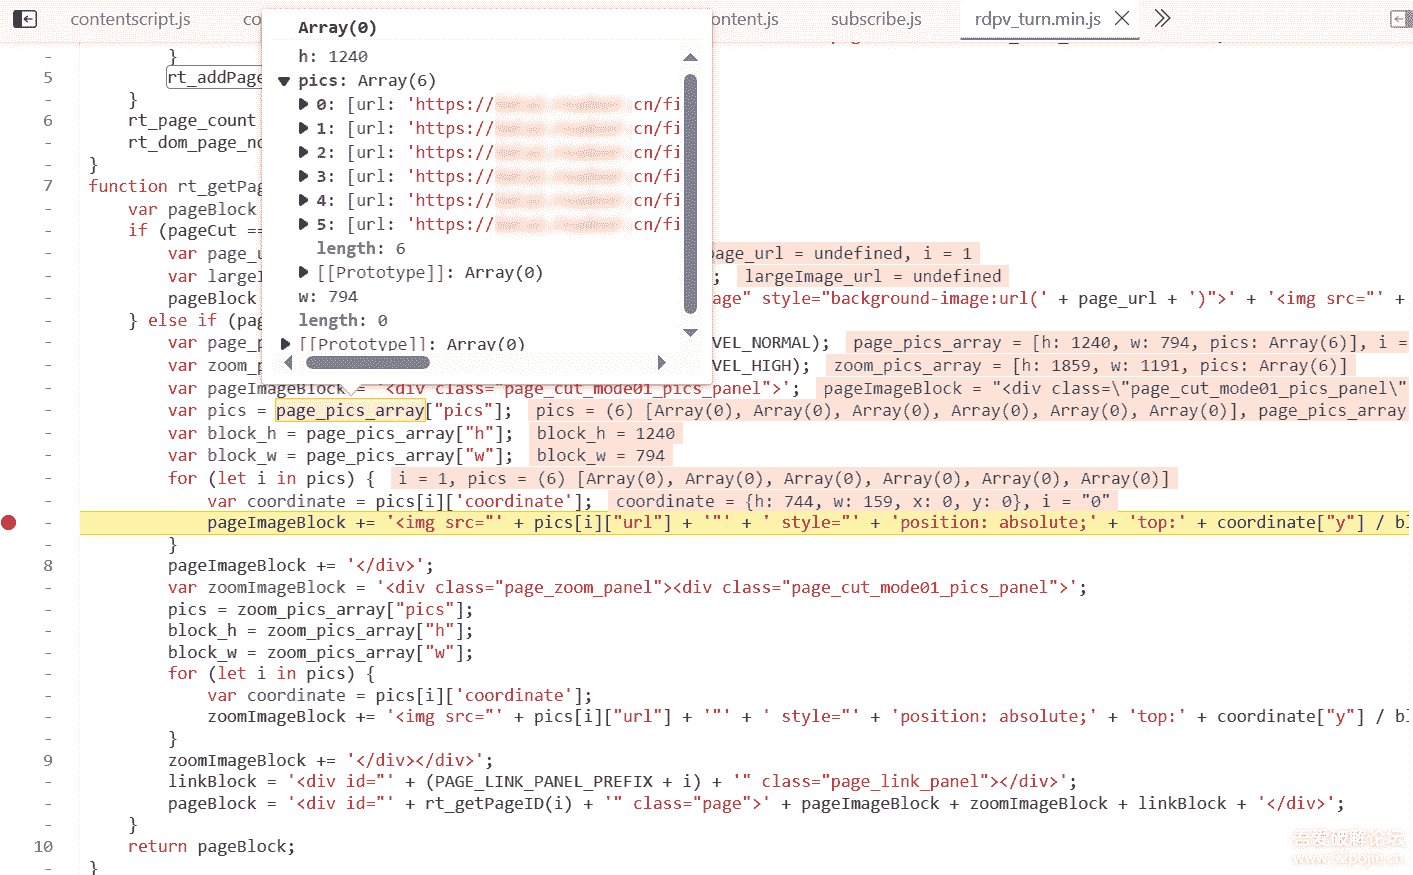 contentscript.js co ontent.js subscribe.js rdpv_turn.min.js
- }
5 rt_addPage
- }
6 rt_page_count
- rt_dom_page_no
- }
7 function rt_getPag
- var pageBlock
- if (pageCut ==
- var page_u page_url = undefined, i = 1
- var largeI ; largeImage_url = undefined
- pageBlock age" style="background-image:url(' + page_url + ')">' + '<img src="' +
- } else if (pag
- var page_p VEL_NORMAL); page_pics_array = [h: 1240, w: 794, pics: Array(6)], i =
- var zoom_p VEL_HIGH); zoom_pics_array = [h: 1859, w: 1191, pics: Array(6)]
- var pageImageBlock = '<div class="page_cut_mode01_pics_panel">'; pageImageBlock = "<div class=\"page_cut_mode01_pics_panel\"
- var pics = page_pics_array["pics"]; pics = (6) [Array(0), Array(0), Array(0), Array(0), Array(0), Array(0)], page_pics_array
- var block_h = page_pics_array["h"]; block_h = 1240
- var block_w = page_pics_array["w"]; block_w = 794
- for (let i in pics) { i = 1, pics = (6) [Array(0), Array(0), Array(0), Array(0), Array(0), Array(0)]
- var coordinate = pics[i]['coordinate']; coordinate = {h: 744, w: 159, x: 0, y: 0}, i = "0"
- pageImageBlock += '<img src="' + pics[i]["url"] + '"' + ' style="' + 'position: absolute;' + 'top:' + coordinate["y"] / bl
- }
8 pageImageBlock += '</div>';
- var zoomImageBlock = '<div class="page_zoom_panel"><div class="page_cut_mode01_pics_panel">';
- pics = zoom_pics_array["pics"];
- block_h = zoom_pics_array["h"];
- block_w = zoom_pics_array["w"];
- for (let i in pics) {
- var coordinate = pics[i]['coordinate'];
- zoomImageBlock += '<img src="' + pics[i]["url"] + '"' + ' style="' + 'position: absolute;' + 'top:' + coordinate["y"] / bl
- }
9 zoomImageBlock += '</div></div>';
- linkBlock = '<div id="' + (PAGE_LINK_PANEL_PREFIX + i) + '" class="page_link_panel"></div>';
- pageBlock = '<div id="' + rt_getPageID(i) + '" class="page">' + pageImageBlock + zoomImageBlock + linkBlock + '</div>';
- }
10 return pageBlock;
- }
Array(0)
h: 1240
pics: Array(6)
0: [url: 'https:// cn/fi
1: [url: 'https:// cn/fi
2: [url: 'https:// cn/fi
3: [url: 'https:// cn/fi
4: [url: 'https:// cn/fi
5: [url: 'https:// cn/fi
length: 6
[[Prototype]]: Array(0)
w: 794
length: 0
[[Prototype]]: Array(0)
吾爱破解论坛
www.52pojie.cn